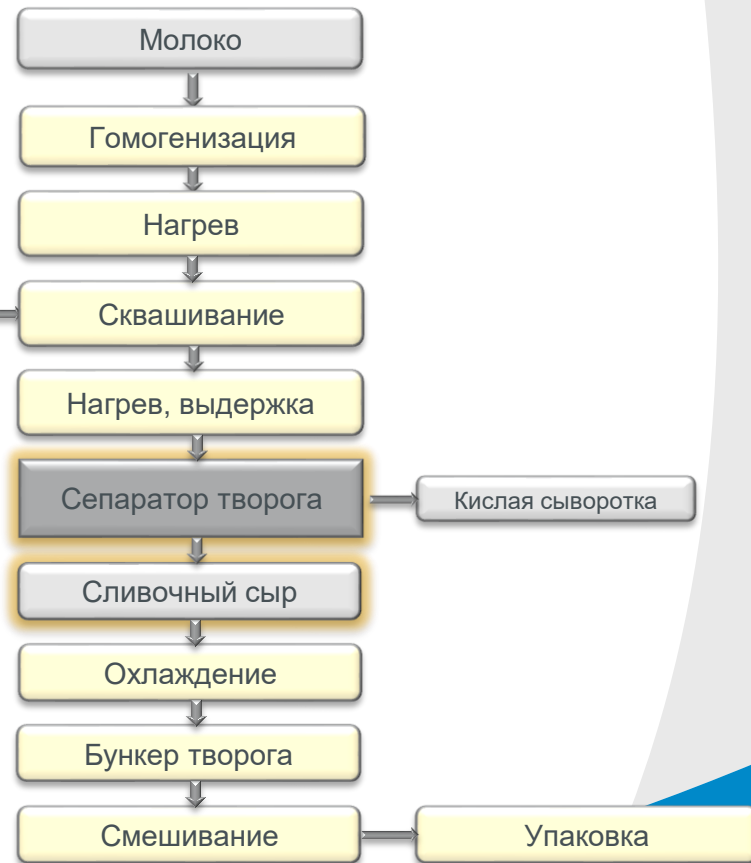 Молоко
Гомогенизация
Нагрев
Сквашивание
Нагрев, выдержка
Сепаратор творога
Кислая сыворотка
Сливочный сыр
Охлаждение
Бункер творога
Смешивание
Упаковка